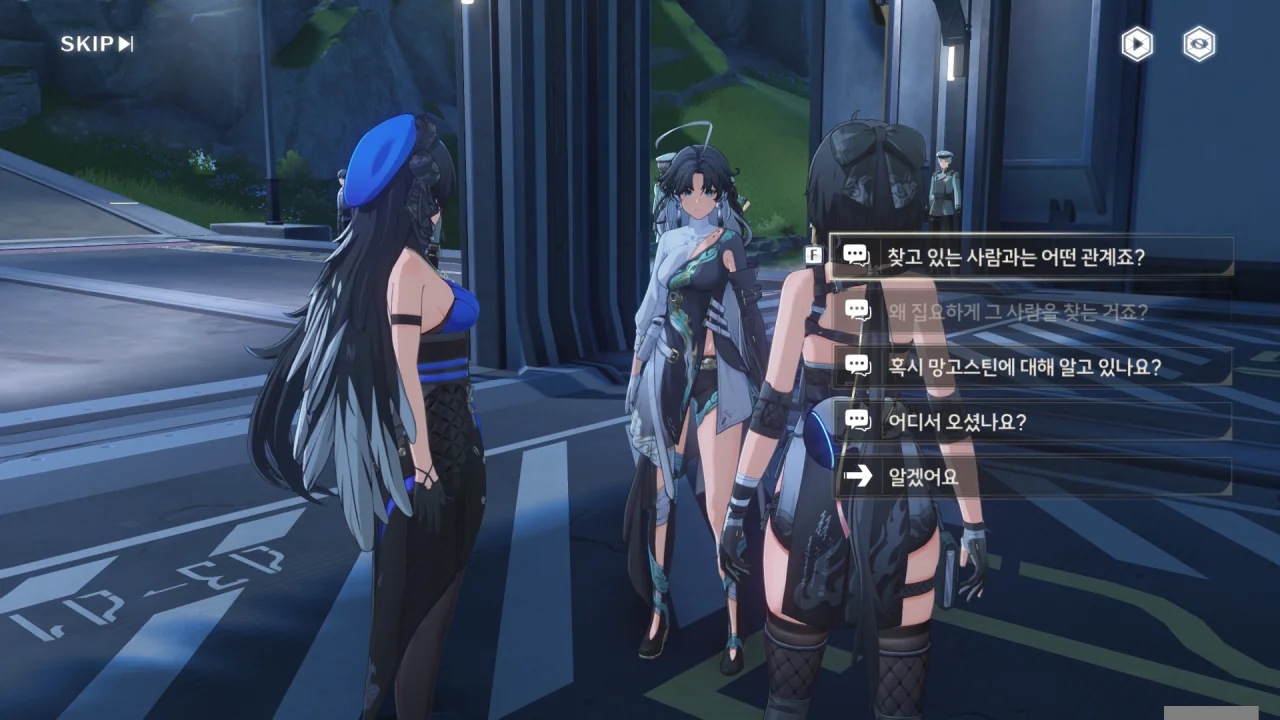 SKIP
F
찾고 있는 사람과는 어떤 관계죠?
왜 집요하게 그 사람을 찾는 거죠?
혹시 망고스틴에 대해 알고 있나요?
어디서 오셨나요?
알겠어요